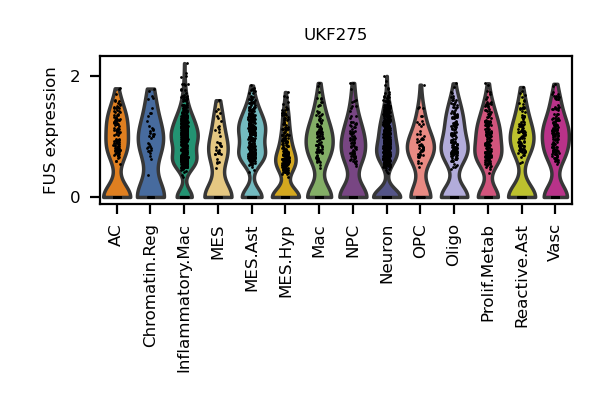 UKF275
FUS expression
2
0
AC
Chromatin.Reg
Inflammatory.Mac
MES
MES.Ast
MES.Hyp
Mac
NPC
Neuron
OPC
Oligo
Prolif.Metab
Reactive.Ast
Vasc